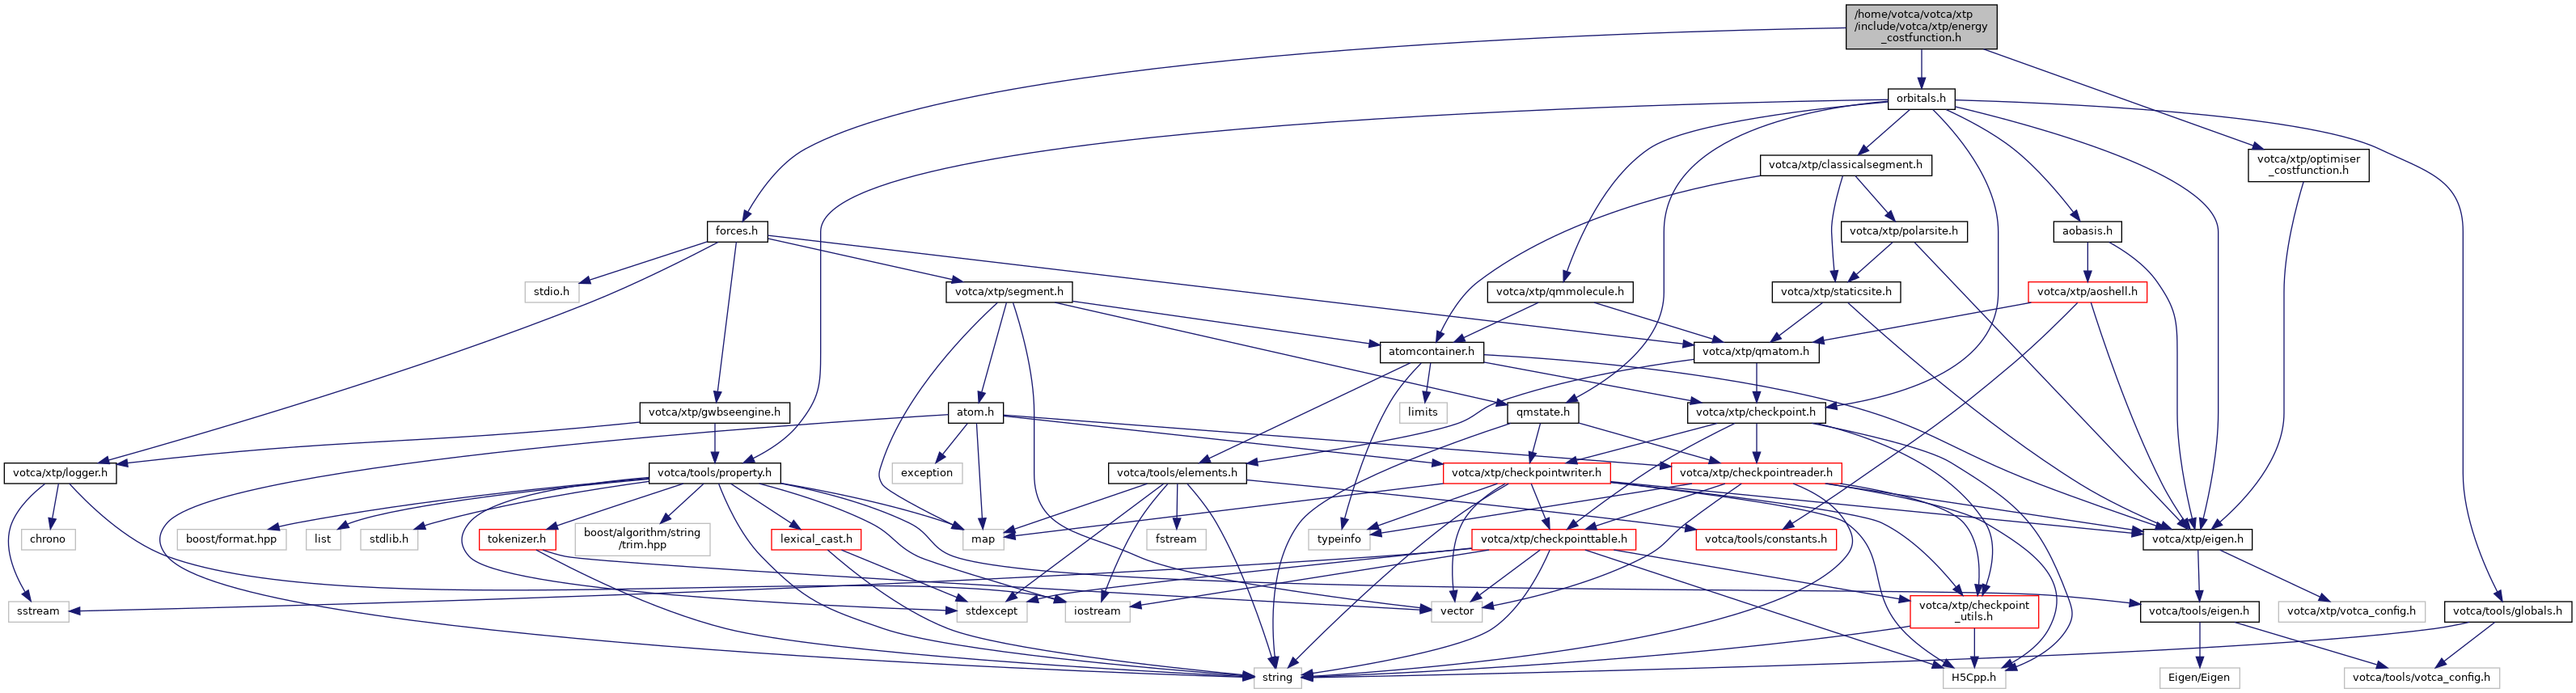 /home/votca/votca/xtp
/include/votca/xtp/energy
_costfunction.h
orbitals.h
votca/xtp/classicalsegment.h
votca/xtp/optimiser
_costfunction.h
forces.h
votca/xtp/polarsite.h
aobasis.h
stdio.h
votca/xtp/segment.h
votca/xtp/qmmolecule.h
votca/xtp/staticsite.h
votca/xtp/aoshell.h
atomcontainer.h
votca/xtp/qmatom.h
votca/xtp/gwbseengine.h
atom.h
limits
qmstate.h
votca/xtp/checkpoint.h
votca/xtp/logger.h
votca/tools/property.h
exception
votca/tools/elements.h
votca/xtp/checkpointwriter.h
votca/xtp/checkpointreader.h
chrono
boost/format.hpp
list
stdlib.h
tokenizer.h
boost/algorithm/string
/trim.hpp
lexical_cast.h
map
fstream
typeinfo
votca/xtp/checkpointtable.h
votca/tools/constants.h
votca/xtp/eigen.h
sstream
stdexcept
iostream
vector
votca/xtp/checkpoint
_utils.h
votca/tools/eigen.h
votca/xtp/votca_config.h
votca/tools/globals.h
string
H5Cpp.h
Eigen/Eigen
votca/tools/votca_config.h